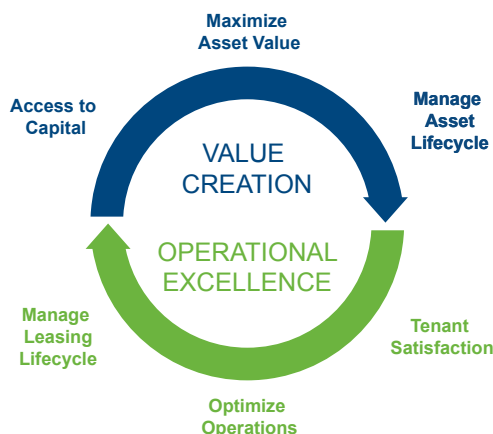 Maximize
Asset Value
Access to
Capital
Manage
Asset
Lifecycle
VALUE
CREATION
OPERATIONAL
EXCELLENCE
Manage
Leasing
Lifecycle
Tenant
Satisfaction
Optimize
Operations